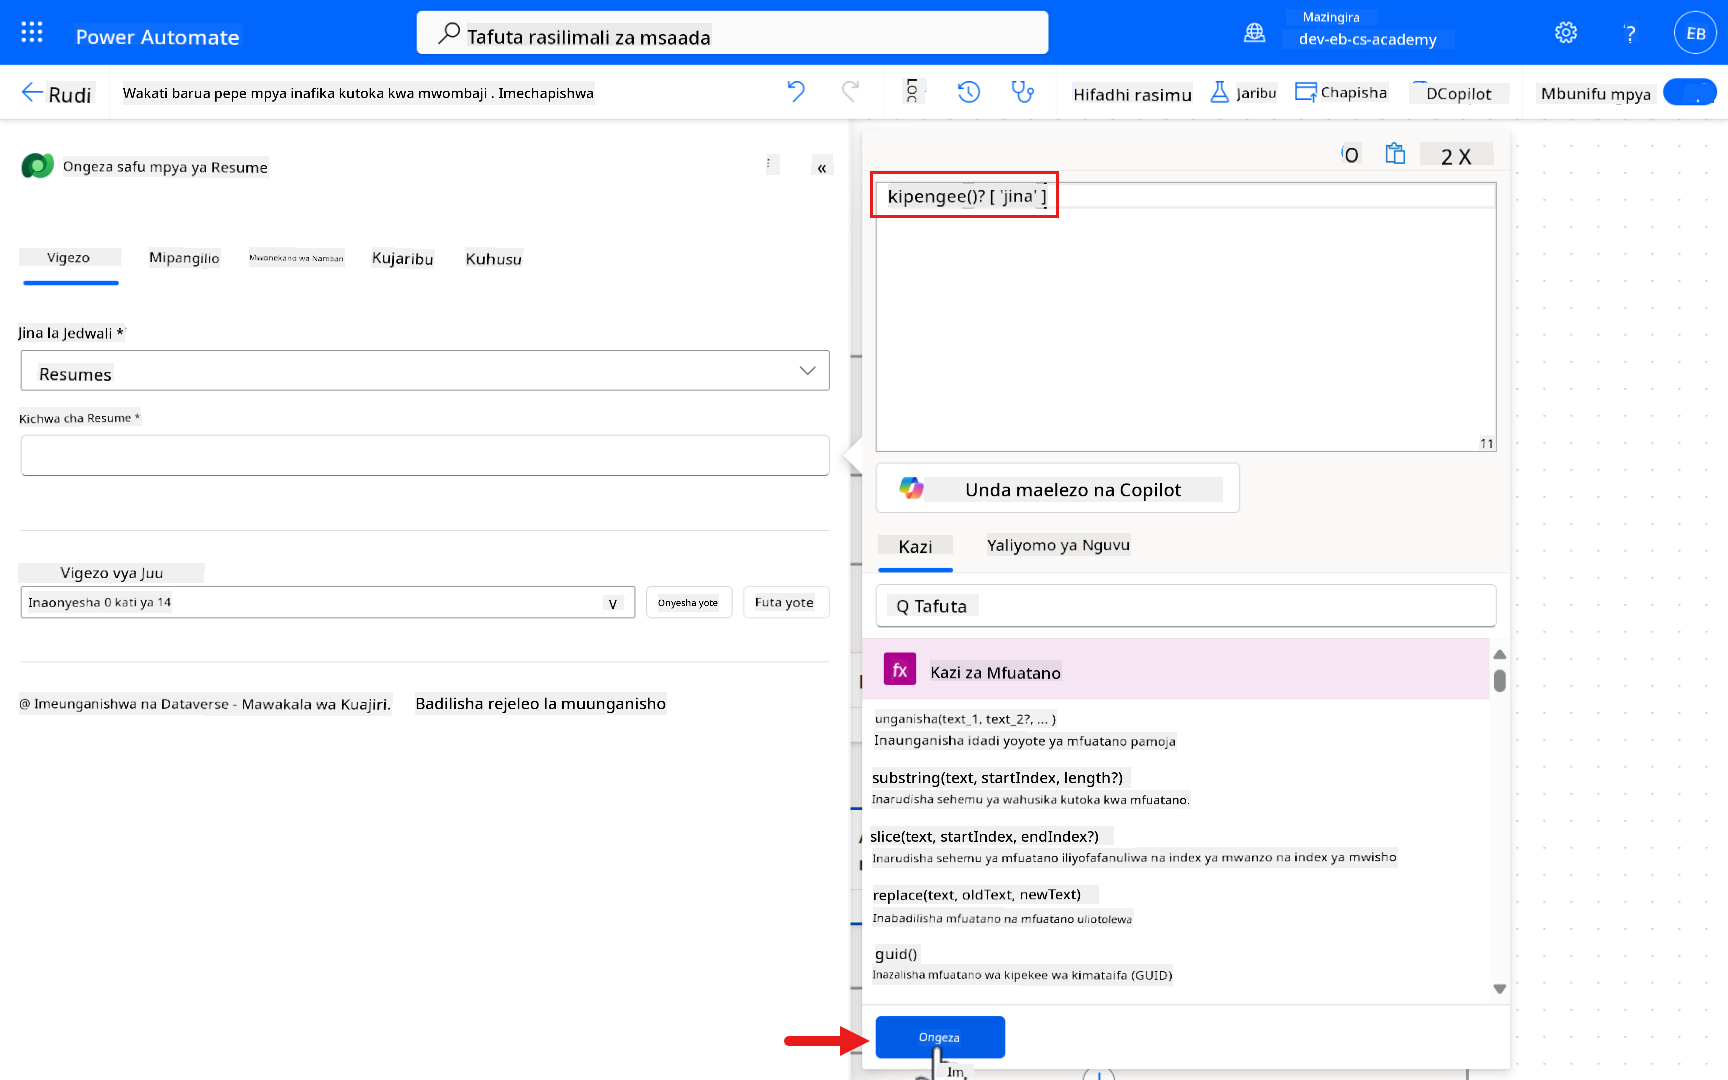 Power Automate
Tafuta rasilimali za msaada
Mazingira
dev-eb-cs-academy
?
EB
Rudi
Wakati barua pepe mpya inafika kutoka kwa mwombaji . Imechapishwa
Hifadhi rasimu
Jaribu
Chapisha
DCopilot
Mbunifu mpya
Ongeza safu mpya ya Resume
«
Vigezo
Mipangilio
Mwonekano wa Namban
Kujaribu
Kuhusu
Jina la Jedwali *
Resumes
Kichwa cha Resume *
Vigezo vya Juu
Inaonyesha 0 kati ya 14
V
Onyesha yote
Futa yote
@ Imeunganishwa na Dataverse - Mawakala wa Kuajiri.
Badilisha rejeleo la muunganisho
2 X
kipengee()? [ 'jina' ]
11
Unda maelezo na Copilot
Kazi
Yaliyomo ya Nguvu
Q Tafuta
fx
Kazi za Mfuatano
unganisha(text_1, text_2?, ... )
Inaunganisha idadi yoyote ya mfuatano pamoja
substring(text, startIndex, length?)
Inarudisha sehemu ya wahusika kutoka kwa mfuatano.
slice(text, startIndex, endIndex?)
Inarudisha sehemu ya mfuatano iliyofafanuliwa na index ya mwanzo na index ya mwisho
replace(text, oldText, newText)
Inabadilisha mfuatano na mfuatano uliotolewa
guid()
Inazalisha mfuatano wa kipekee wa kimataifa (GUID)
Ongeza
Im